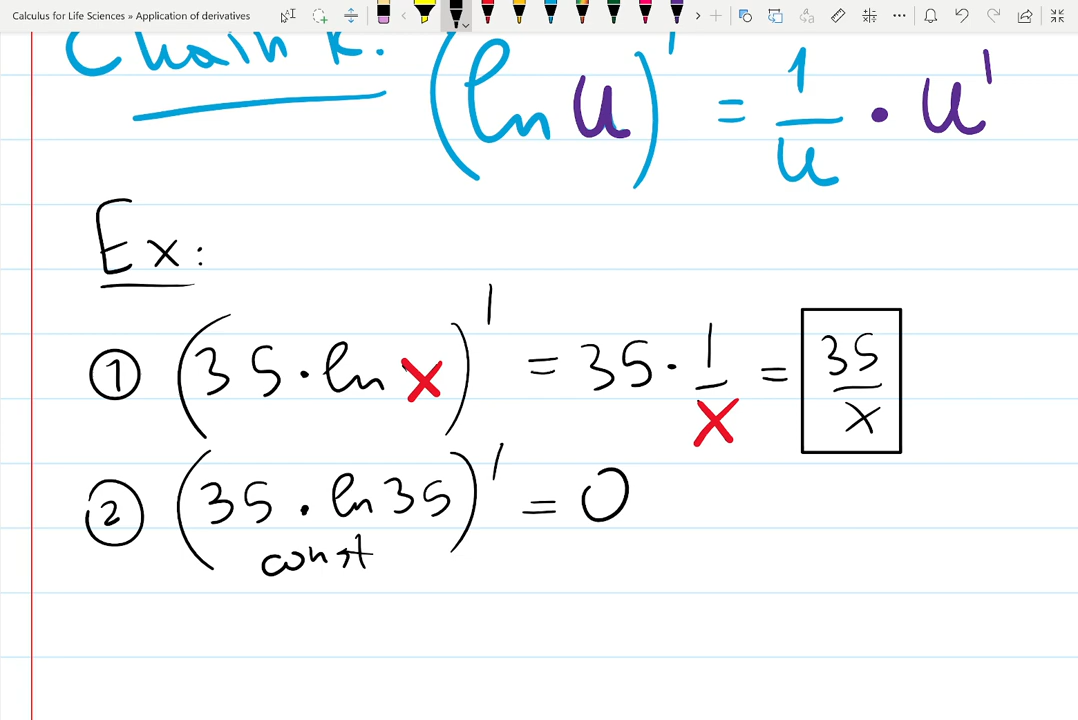 Calculus for Life Sciences » Application of derivatives
Chain R. (ln u)' = 1/u · u'
Ex:
① (35 · ln x)' = 35 · 1/x = 35/x
② (35 . ln 35)' = 0
const